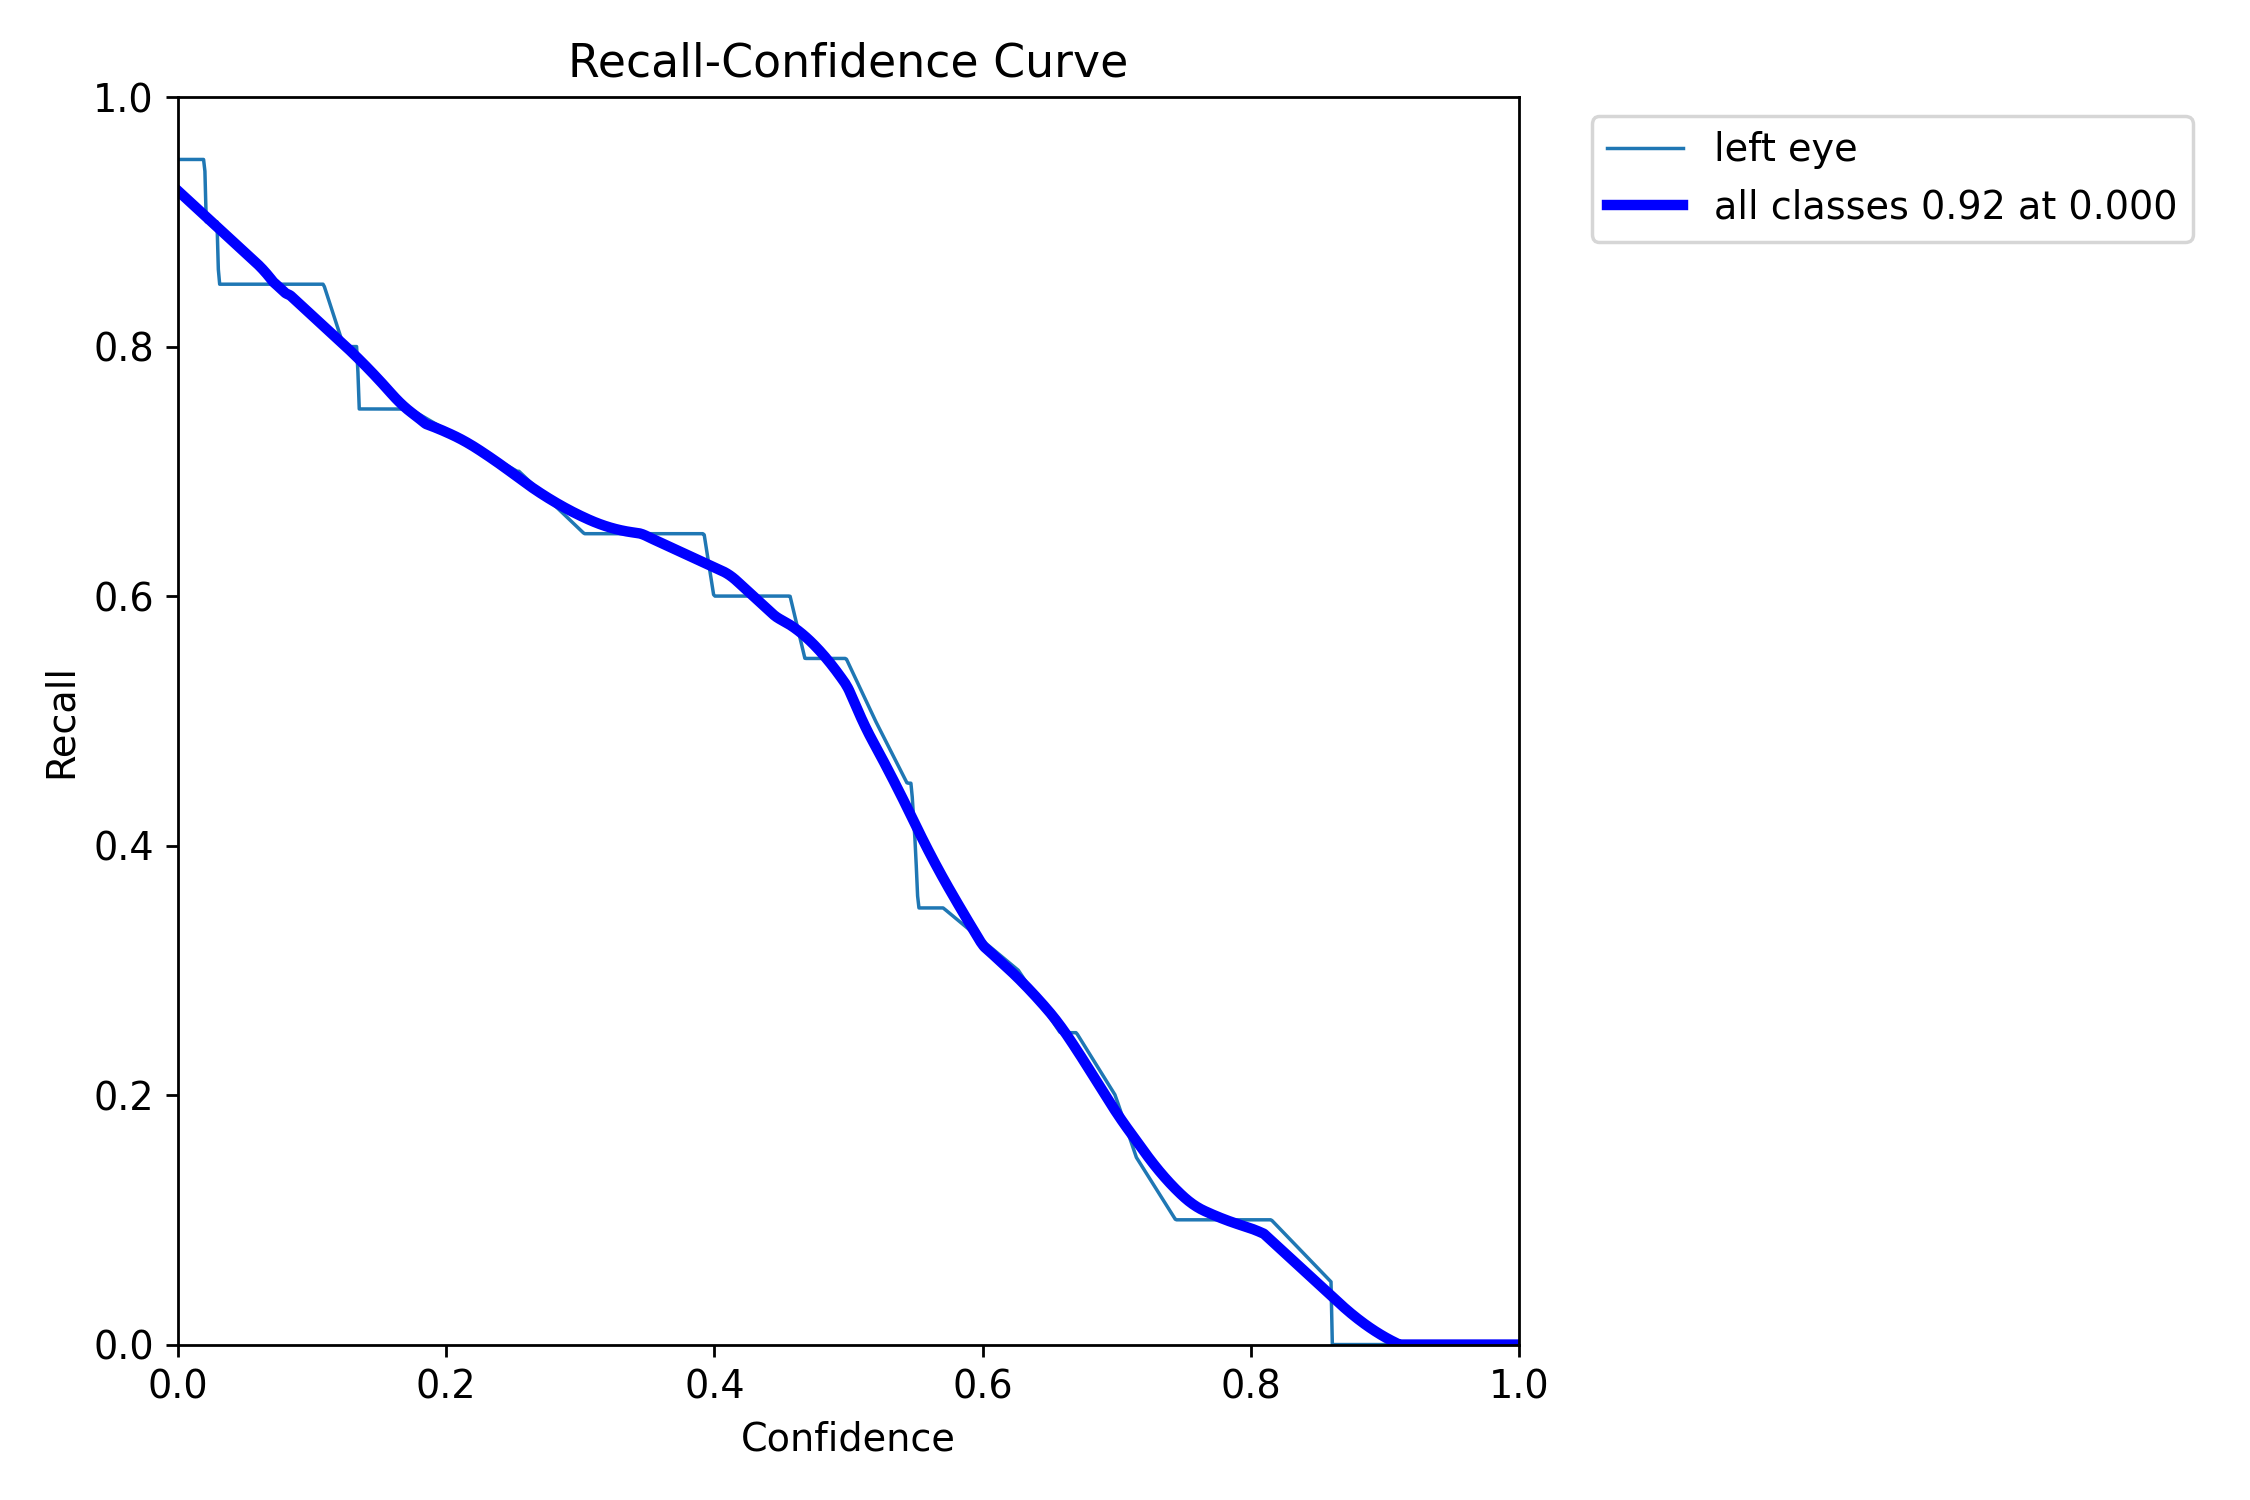 Recall-Confidence Curve
left eye
all classes 0.92 at 0.000
1.0
0.8
0.6
0.4
0.2
0.0
Recall
0.0 0.2 0.4 0.6 0.8 1.0
Confidence